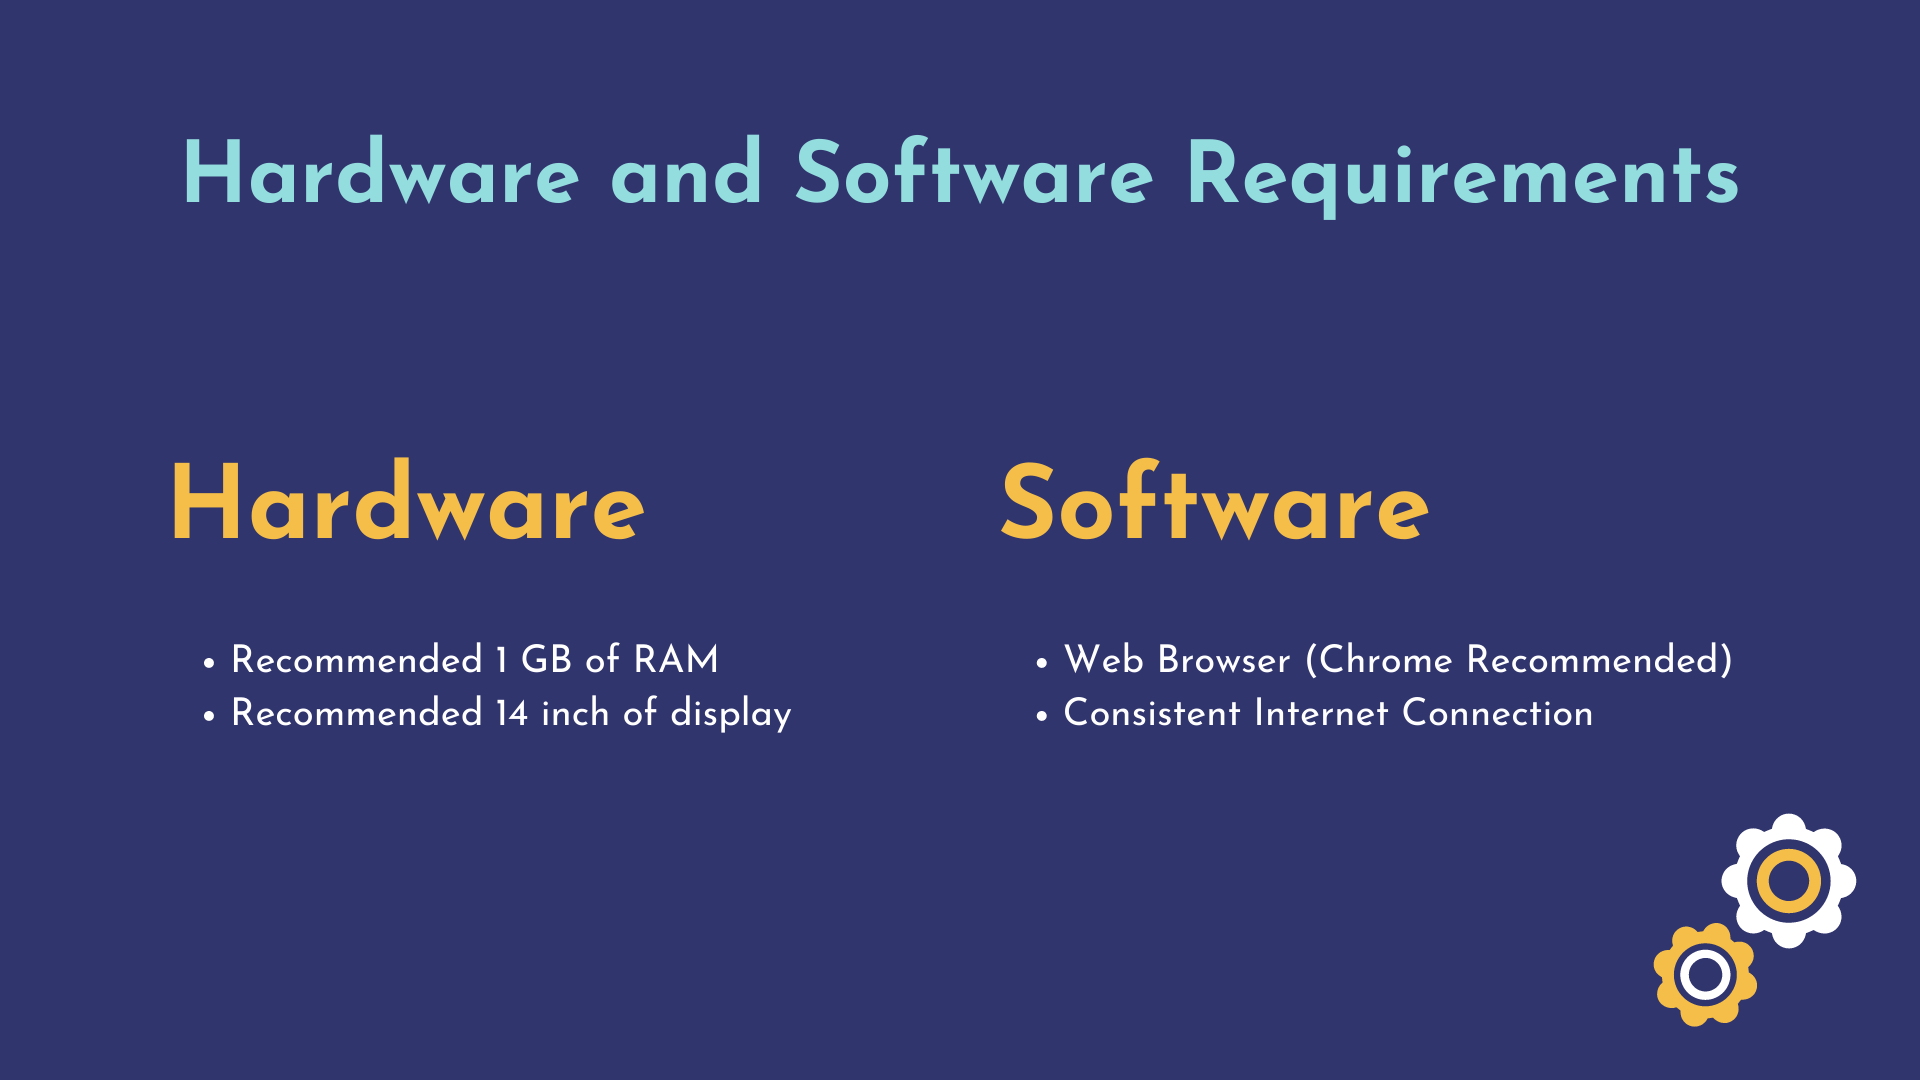 Hardware and Software Requirements
Hardware
• Recommended 1 GB of RAM
• Recommended 14 inch of display
Software
• Web Browser (Chrome Recommended)
• Consistent Internet Connection